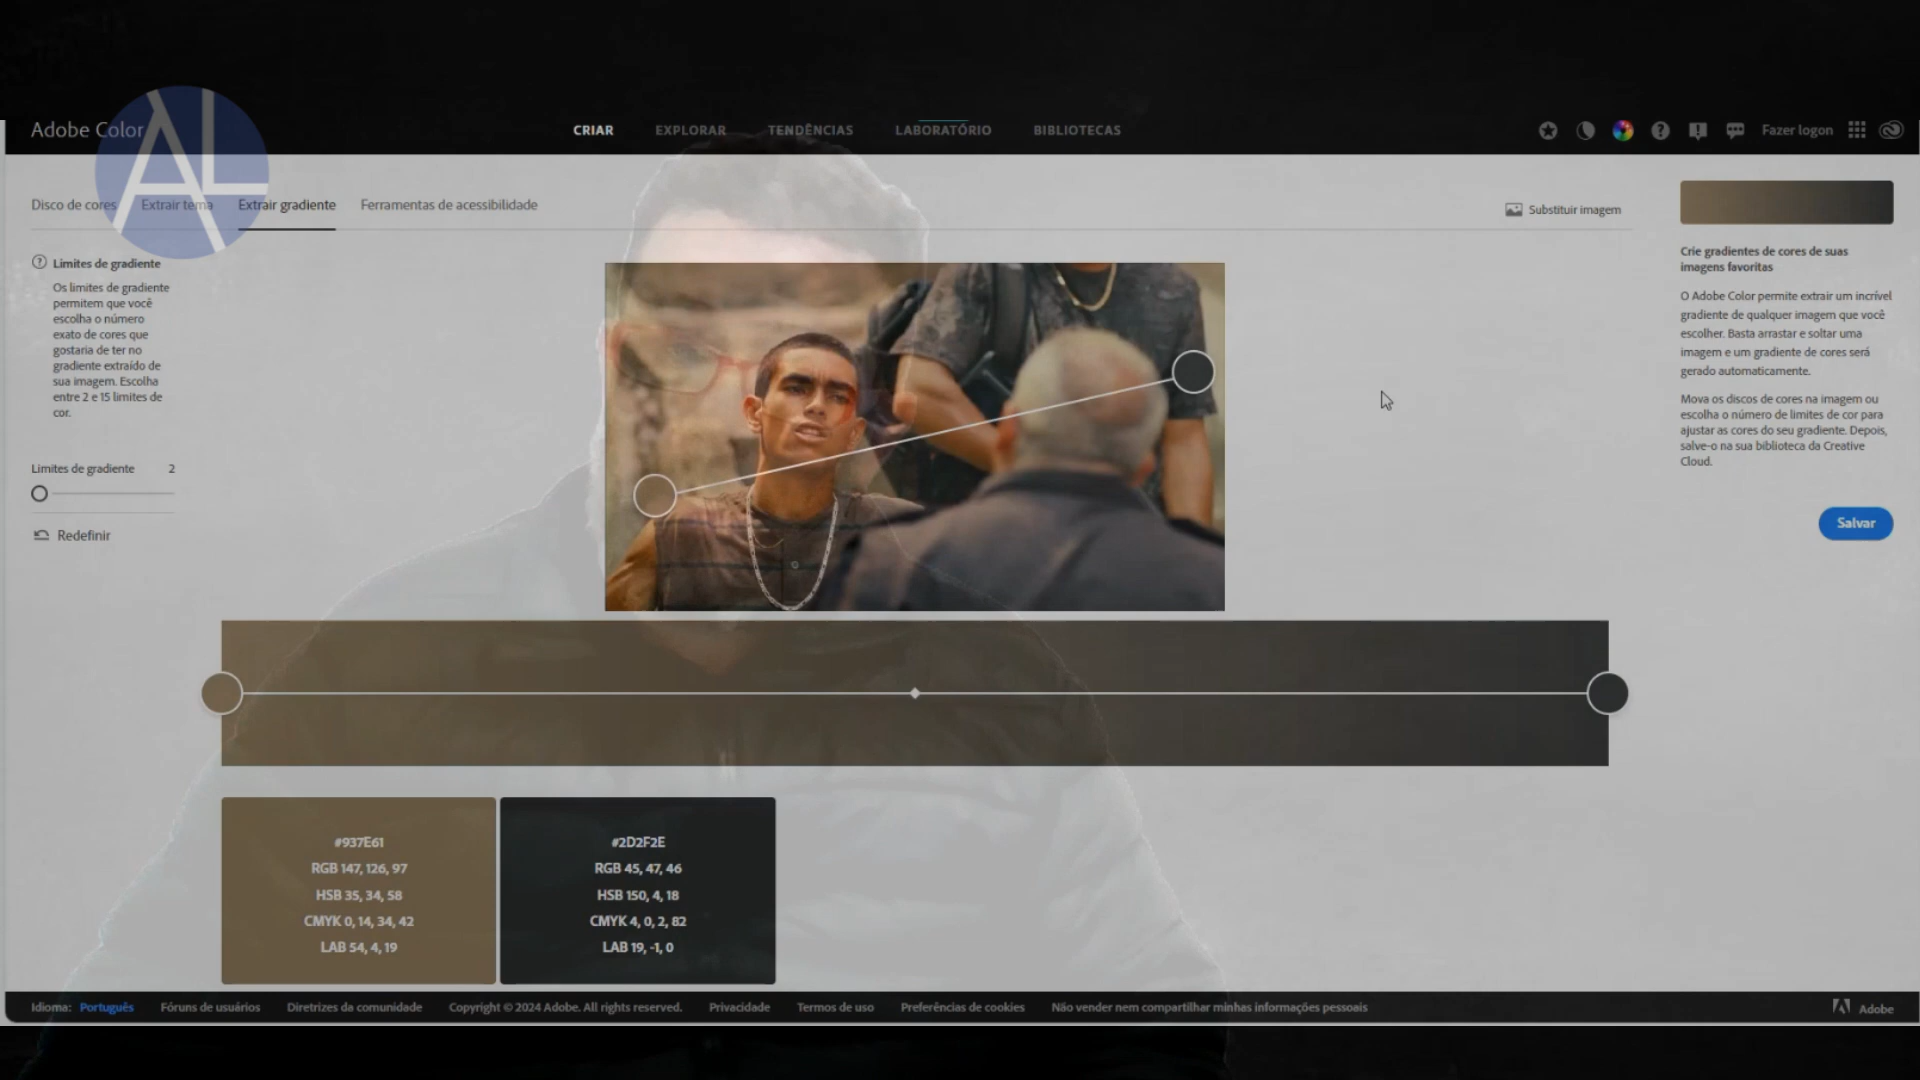 Adobe Color
AL
CRIAR
EXPLORAR
TENDÊNCIAS
LABORATÓRIO
BIBLIOTECAS
Fazer logon
Disco de cores
Extrair tema
Extrair gradiente
Ferramentas de acessibilidade
Substituir imagem
Limites de gradiente
Os limites de gradiente
permitem que você
escolha o número
exato de cores que
gostaria de ter no
gradiente extraído de
sua imagem. Escolha
entre 2 e 15 limites de
cor.
Limites de gradiente 2
Redefinir
Crie gradientes de cores de suas
imagens favoritas
O Adobe Color permite extrair um incrível
gradiente de qualquer imagem que você
escolher. Basta arrastar e soltar uma
imagem e um gradiente de cores será
gerado automaticamente.
Mova os discos de cores na imagem ou
escolha o número de limites de cor para
ajustar as cores do seu gradiente. Depois,
salve-o na sua biblioteca da Creative
Cloud.
Salvar
#937E61
RGB 147, 126, 97
HSB 35, 34, 58
CMYK 0, 14, 34, 42
LAB 54, 4, 19
#2D2F2E
RGB 45, 47, 46
HSB 150, 4, 18
CMYK 4, 0, 2, 82
LAB 19, -1, 0
Idioma: Português
Fóruns de usuários
Diretrizes da comunidade
Copyright © 2024 Adobe. All rights reserved.
Privacidade
Termos de uso
Preferências de cookies
Não vender nem compartilhar minhas informações pessoais
Adobe